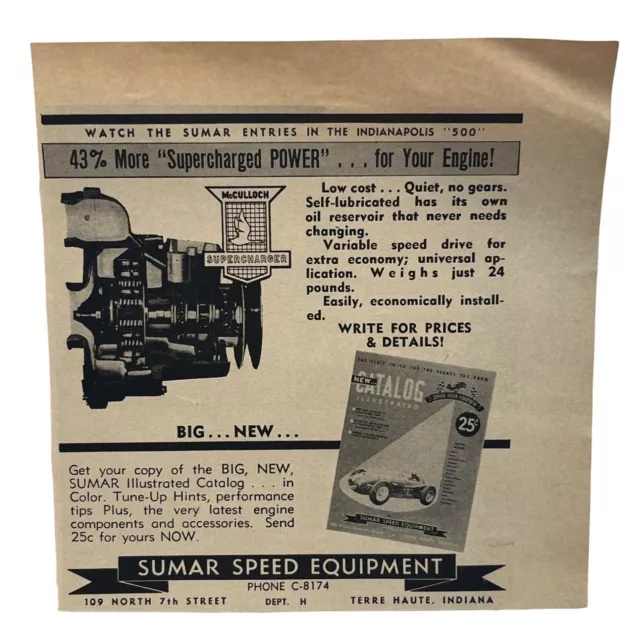 WATCH THE SUMAR ENTRIES IN THE INDIANAPOLIS "500"
43% More "Supercharged POWER" . . . for Your Engine!
McCULLOCH
SUPERCHARGER
Low cost . . . Quiet, no gears.
Self-lubricated has its own
oil reservoir that never needs
changing.
Variable speed drive for
extra economy; universal ap-
plication. Weighs just 24
pounds.
Easily, economically install-
ed.
WRITE FOR PRICES
& DETAILS!
NEW
CATALOG
ILLUSTRATED
25¢
SUMAR SPEED EQUIPMENT
BIG . . . NEW . . .
Get your copy of the BIG, NEW,
SUMAR Illustrated Catalog . . . in
Color. Tune-Up Hints, performance
tips Plus, the very latest engine
components and accessories. Send
25c for yours NOW.
SUMAR SPEED EQUIPMENT
PHONE C-8174
109 NORTH 7th STREET DEPT. H TERRE HAUTE, INDIANA